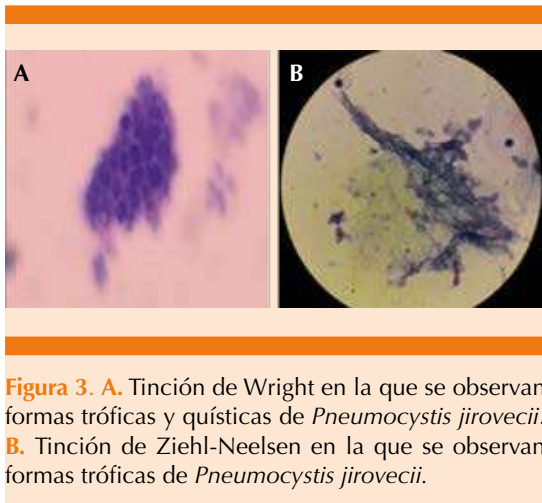 A
B
Figura 3. A. Tinción de Wright en la que se observan
formas tróficas y quísticas de Pneumocystis jirovecii.
B. Tinción de Ziehl-Neelsen en la que se observan
formas tróficas de Pneumocystis jirovecii.